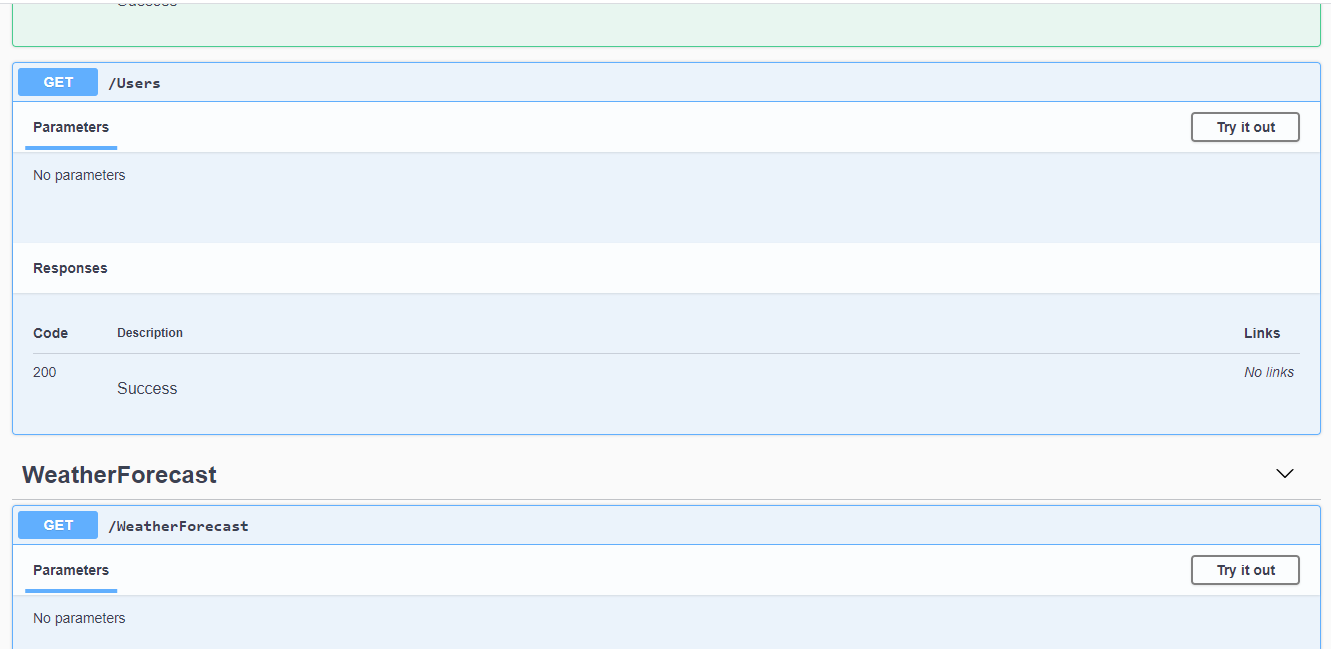 Success
GET /Users
Parameters Try it out
No parameters
Responses
Code Description Links
200 Success No links
WeatherForecast
GET /WeatherForecast
Parameters Try it out
No parameters